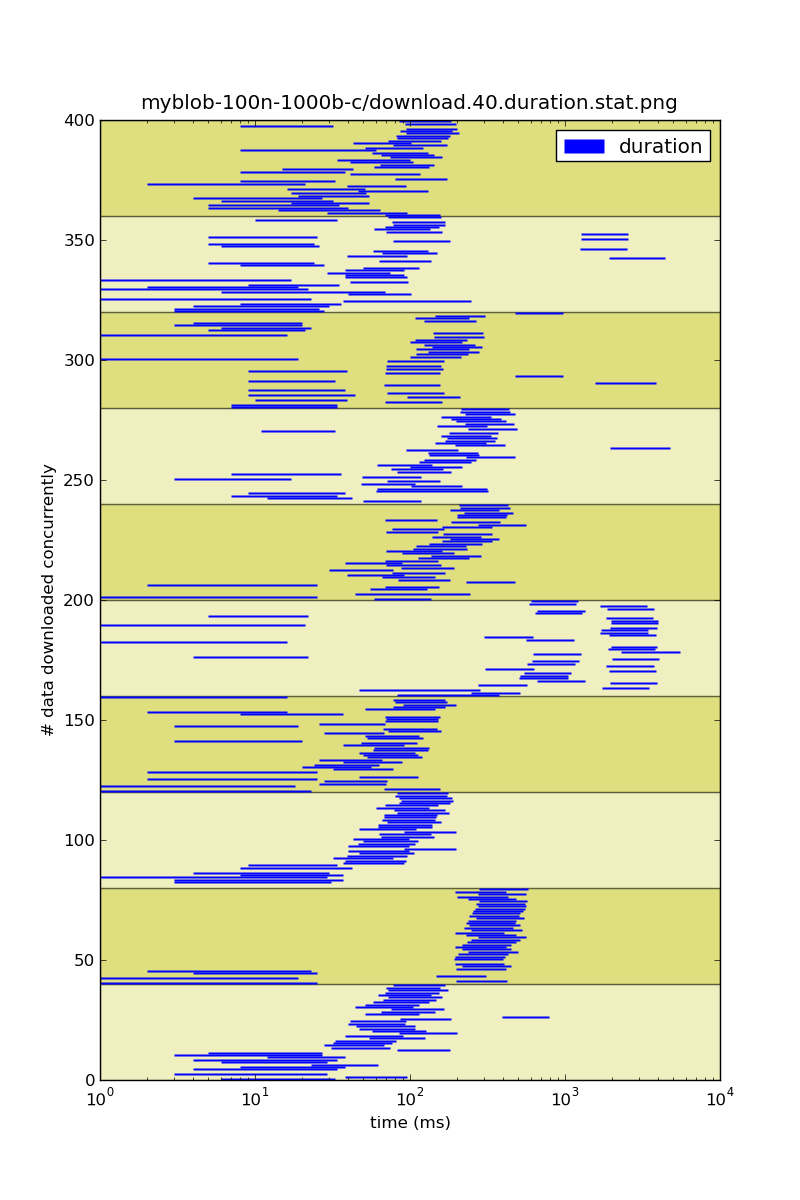 myblob-100n-1000b-c/download.40.duration.stat.png
duration
400
350
300
250
200
150
100
50
0
# data downloaded concurrently
10^0 10^1 10^2 10^3 10^4
time (ms)